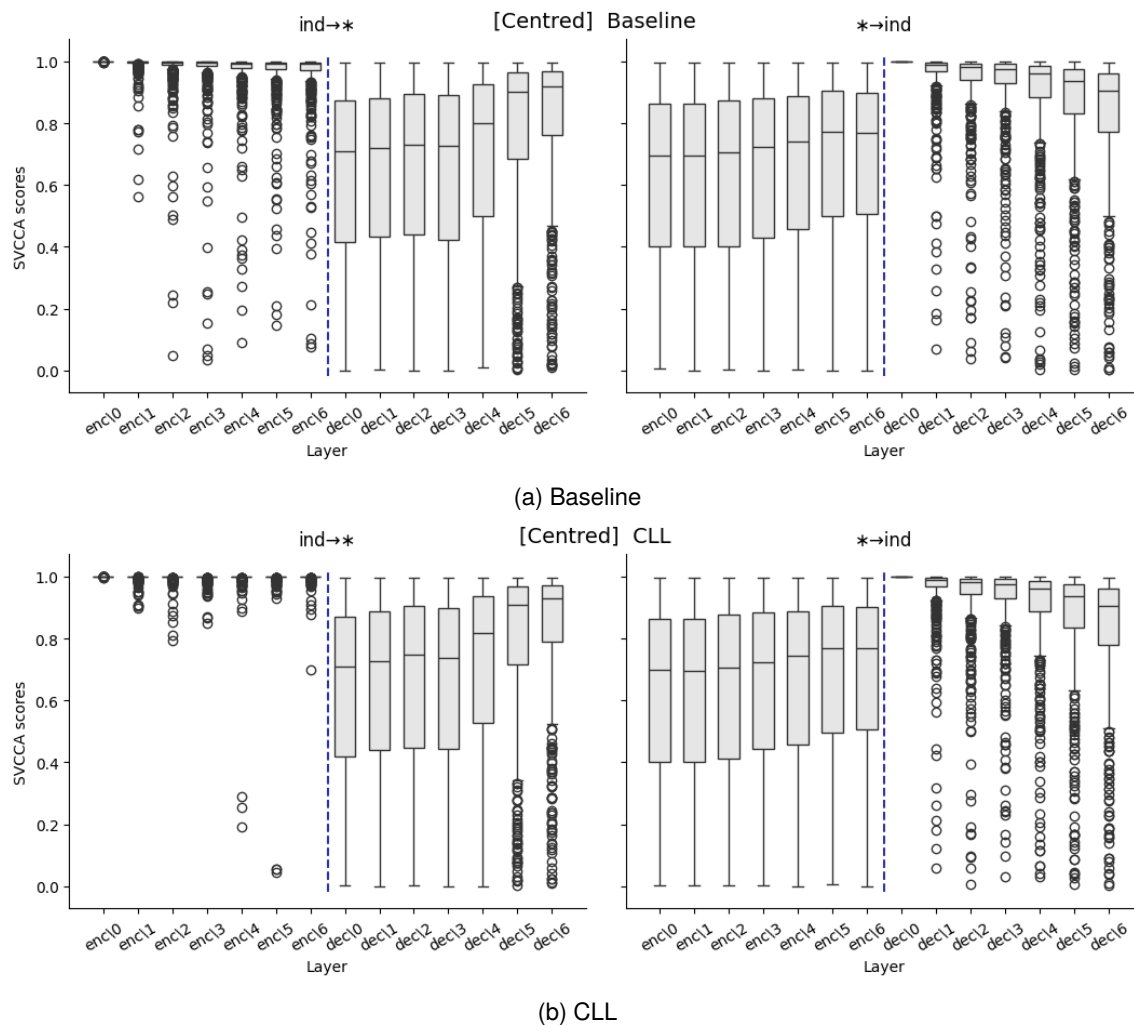 [Centred] Baseline
ind→∗
∗→ind
SVCCA scores
1.0
0.8
0.6
0.4
0.2
0.0
enc\0 enc\1 enc\2 enc\3 enc\4 enc\5 enc\6 dec\0 dec\1 dec\2 dec\3 dec\4 dec\5 dec\6
enc\0 enc\1 enc\2 enc\3 enc\4 enc\5 enc\6 dec\0 dec\1 dec\2 dec\3 dec\4 dec\5 dec\6
Layer
Layer
(a) Baseline
[Centred] CLL
ind→∗
∗→ind
SVCCA scores
1.0
0.8
0.6
0.4
0.2
0.0
enc\0 enc\1 enc\2 enc\3 enc\4 enc\5 enc\6 dec\0 dec\1 dec\2 dec\3 dec\4 dec\5 dec\6
enc\0 enc\1 enc\2 enc\3 enc\4 enc\5 enc\6 dec\0 dec\1 dec\2 dec\3 dec\4 dec\5 dec\6
Layer
Layer
(b) CLL